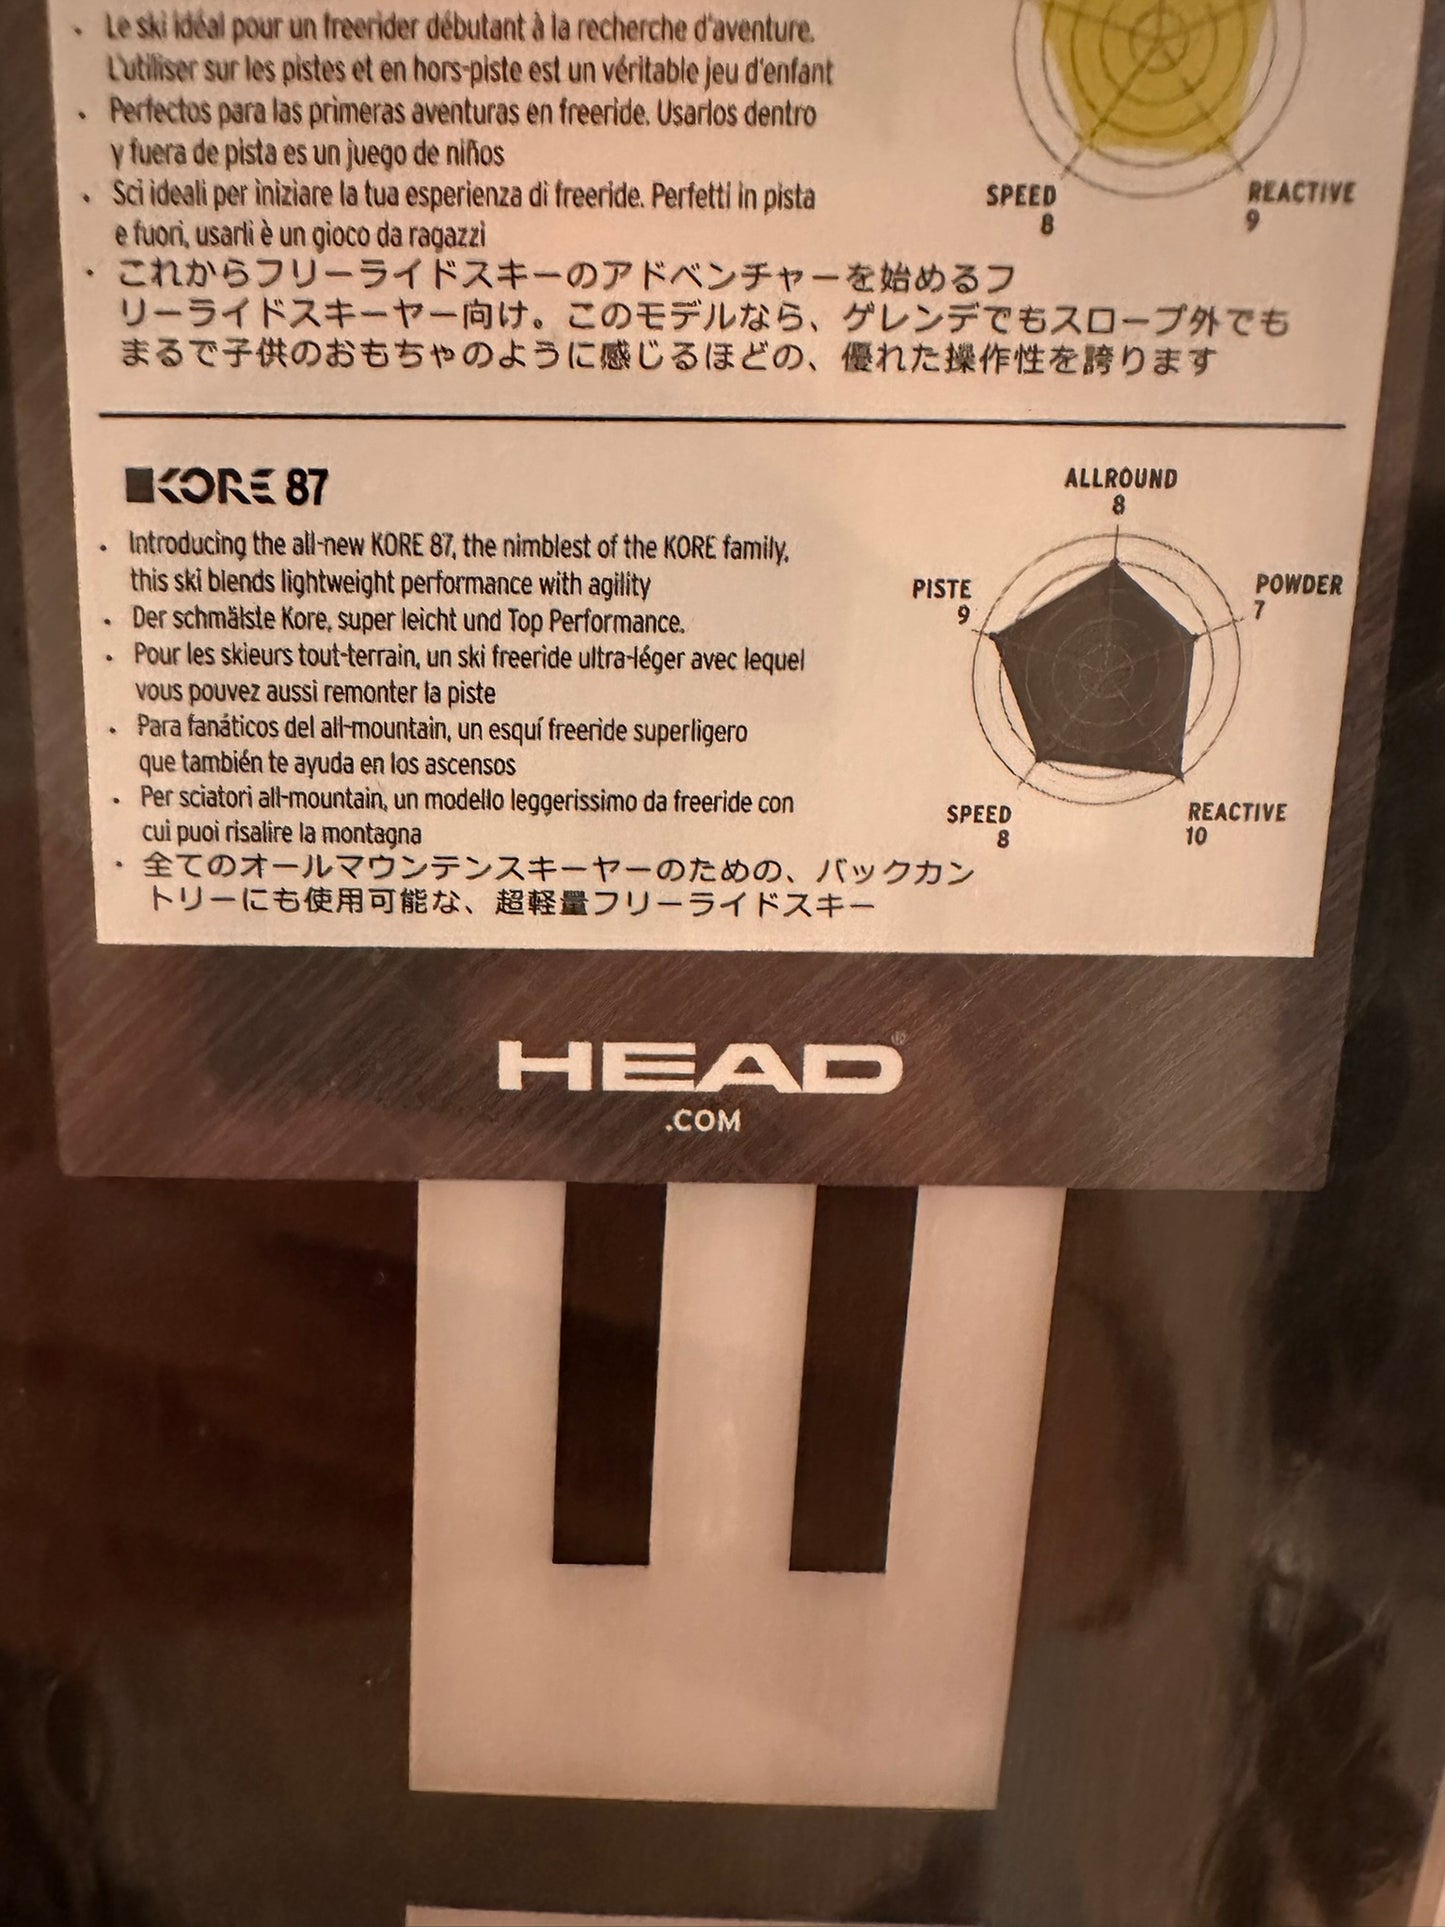 • Le ski idéal pour un freerider débutant à la recherche d'aventure.
L'utiliser sur les pistes et en hors-piste est un véritable jeu d'enfant
• Perfectos para las primeras aventuras en freeride. Usarlos dentro
y fuera de pista es un juego de niños
• Sci ideali per iniziare la tua esperienza di freeride. Perfetti in pista
e fuori, usarli è un gioco da ragazzi
• これからフリーライドスキーのアドベンチャーを始めるフ
リーライドスキーヤー向け。このモデルなら、ゲレンデでもスロープ外でも
まるで子供のおもちゃのように感じるほどの、優れた操作性を誇ります
SPEED
8
REACTIVE
9
KORE 87
• Introducing the all-new KORE 87, the nimblest of the KORE family,
this ski blends lightweight performance with agility
• Der schmälste Kore, super leicht und Top Performance.
• Pour les skieurs tout-terrain, un ski freeride ultra-léger avec lequel
vous pouvez aussi remonter la piste
• Para fanáticos del all-mountain, un esquí freeride superligero
que también te ayuda en los ascensos
• Per sciatori all-mountain, un modello leggerissimo da freeride con
cui puoi risalire la montagna
• 全てのオールマウンテンスキーヤーのための、バックカン
トリーにも使用可能な、超軽量フリーライドスキー
ALLROUND
8
PISTE
9
POWDER
7
SPEED
8
REACTIVE
10
HEAD®
.COM